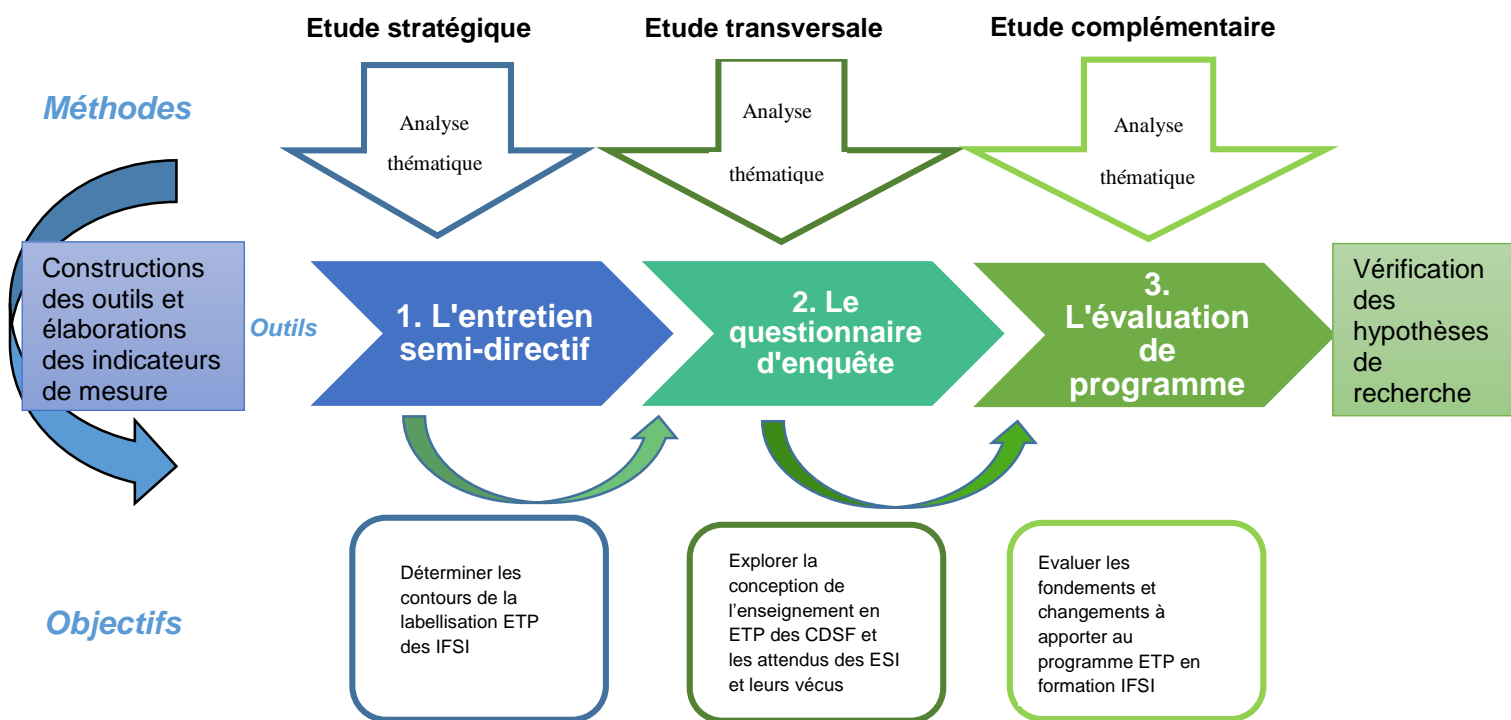 Etude stratégique
Etude transversale
Etude complémentaire
Méthodes
Analyse
thématique
Analyse
thématique
Analyse
thématique
Constructions
des outils et
élaborations
des indicateurs
de mesure
Outils
1. L'entretien
semi-directif
2. Le
questionnaire
d'enquête
3.
L'évaluation
de
programme
Vérification
des
hypothèses
de
recherche
Objectifs
Déterminer les
contours de la
labellisation ETP
des IFSI
Explorer la
conception de
l’enseignement en
ETP des CDSF et
les attendus des ESI
et leurs vécus
Evaluer les
fondements et
changements à
apporter au
programme ETP en
formation IFSI